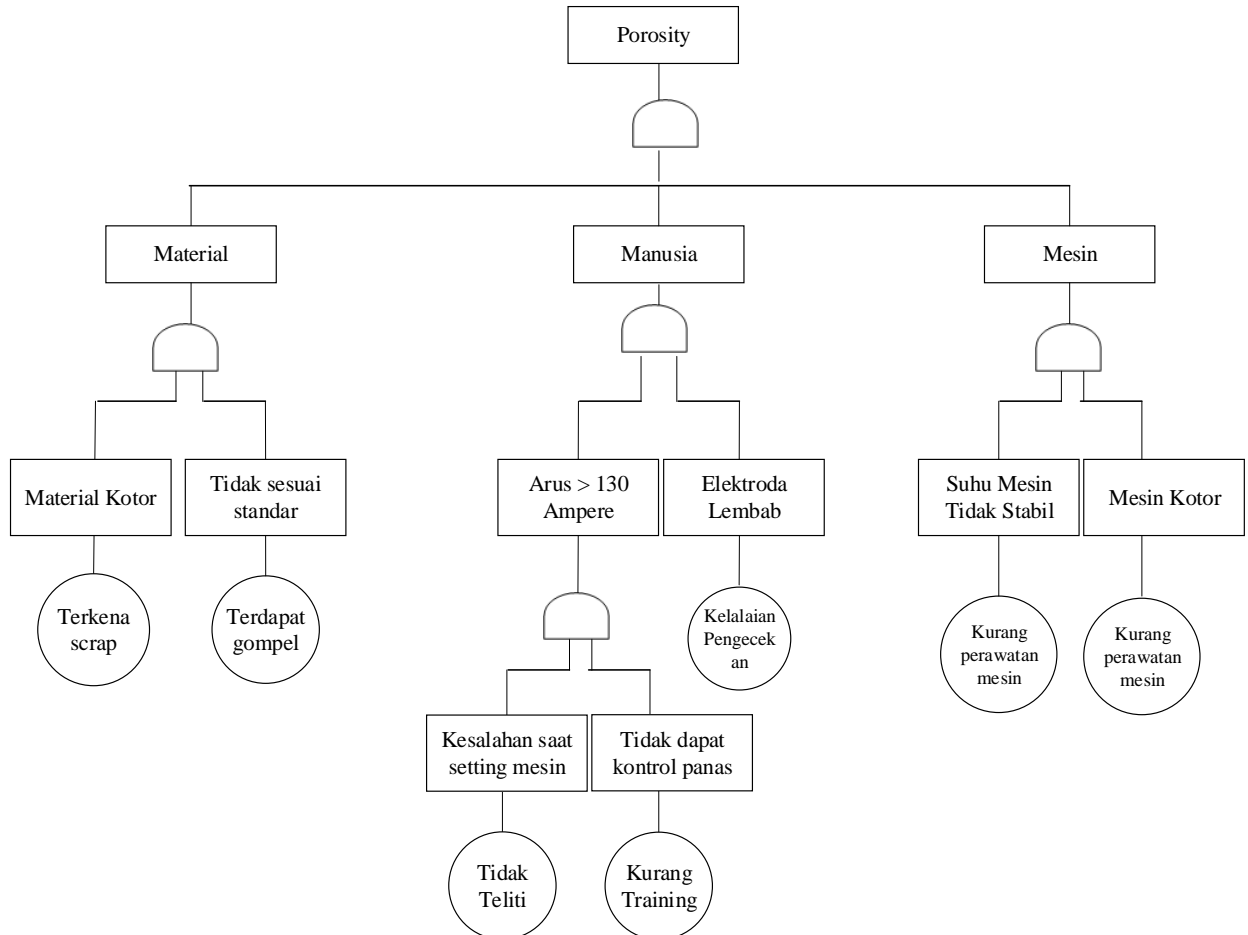 Porosity
Material
Manusia
Mesin
Material Kotor
Tidak sesuai
standar
Arus > 130
Ampere
Elektroda
Lembab
Suhu Mesin
Tidak Stabil
Mesin Kotor
Terkena
scrap
Terdapat
gompel
Kelalaian
Pengecek
an
Kurang
perawatan
mesin
Kurang
perawatan
mesin
Kesalahan saat
setting mesin
Tidak dapat
kontrol panas
Tidak
Teliti
Kurang
Training